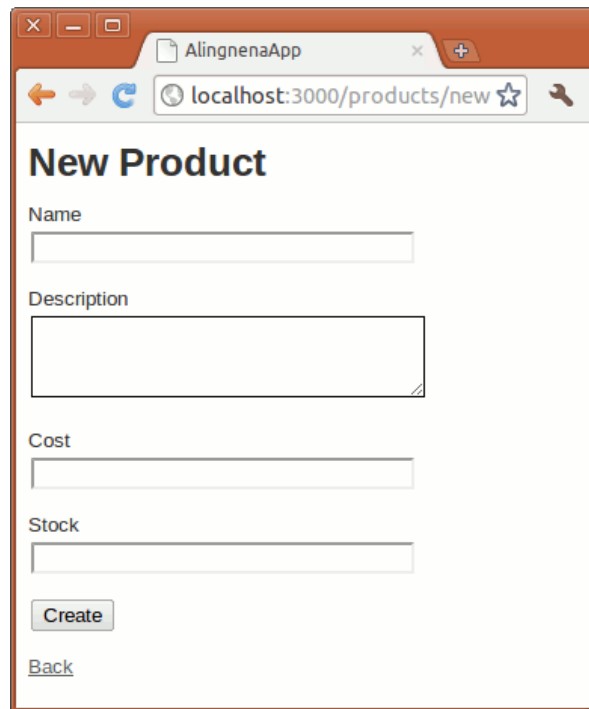 AlingnenaApp
localhost:3000/products/new
New Product
Name
Description
Cost
Stock
Create
Back